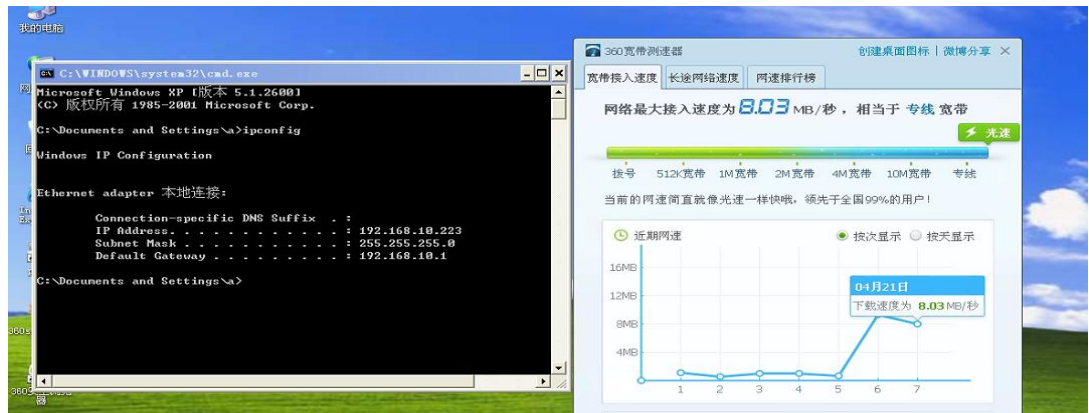 我的电脑
C:\WINDOWS\system32\cmd.exe
Microsoft Windows XP [版本 5.1.2600]
(C) 版权所有 1985-2001 Microsoft Corp.
C:\Documents and Settings\a>ipconfig
Windows IP Configuration
Ethernet adapter 本地连接:
Connection-specific DNS Suffix . :
IP Address. . . . . . . . . . . . : 192.168.10.223
Subnet Mask . . . . . . . . . . . : 255.255.255.0
Default Gateway . . . . . . . . . : 192.168.10.1
C:\Documents and Settings\a>
器
360宽带测速器 创建桌面图标 | 微博分享
宽带接入速度 长途网络速度 网速排行榜
网络最大接入速度为 8.03 MB/秒，相当于 专线 宽带
光速
拨号 512K宽带 1M宽带 2M宽带 4M宽带 10M宽带 专线
当前的网速简直就像光速一样快哦，领先于全国99%的用户！
近期网速 按次显示 按天显示
16MB
12MB
8MB
4MB
04月21日
下载速度为 8.03 MB/秒
1 2 3 4 5 6 7